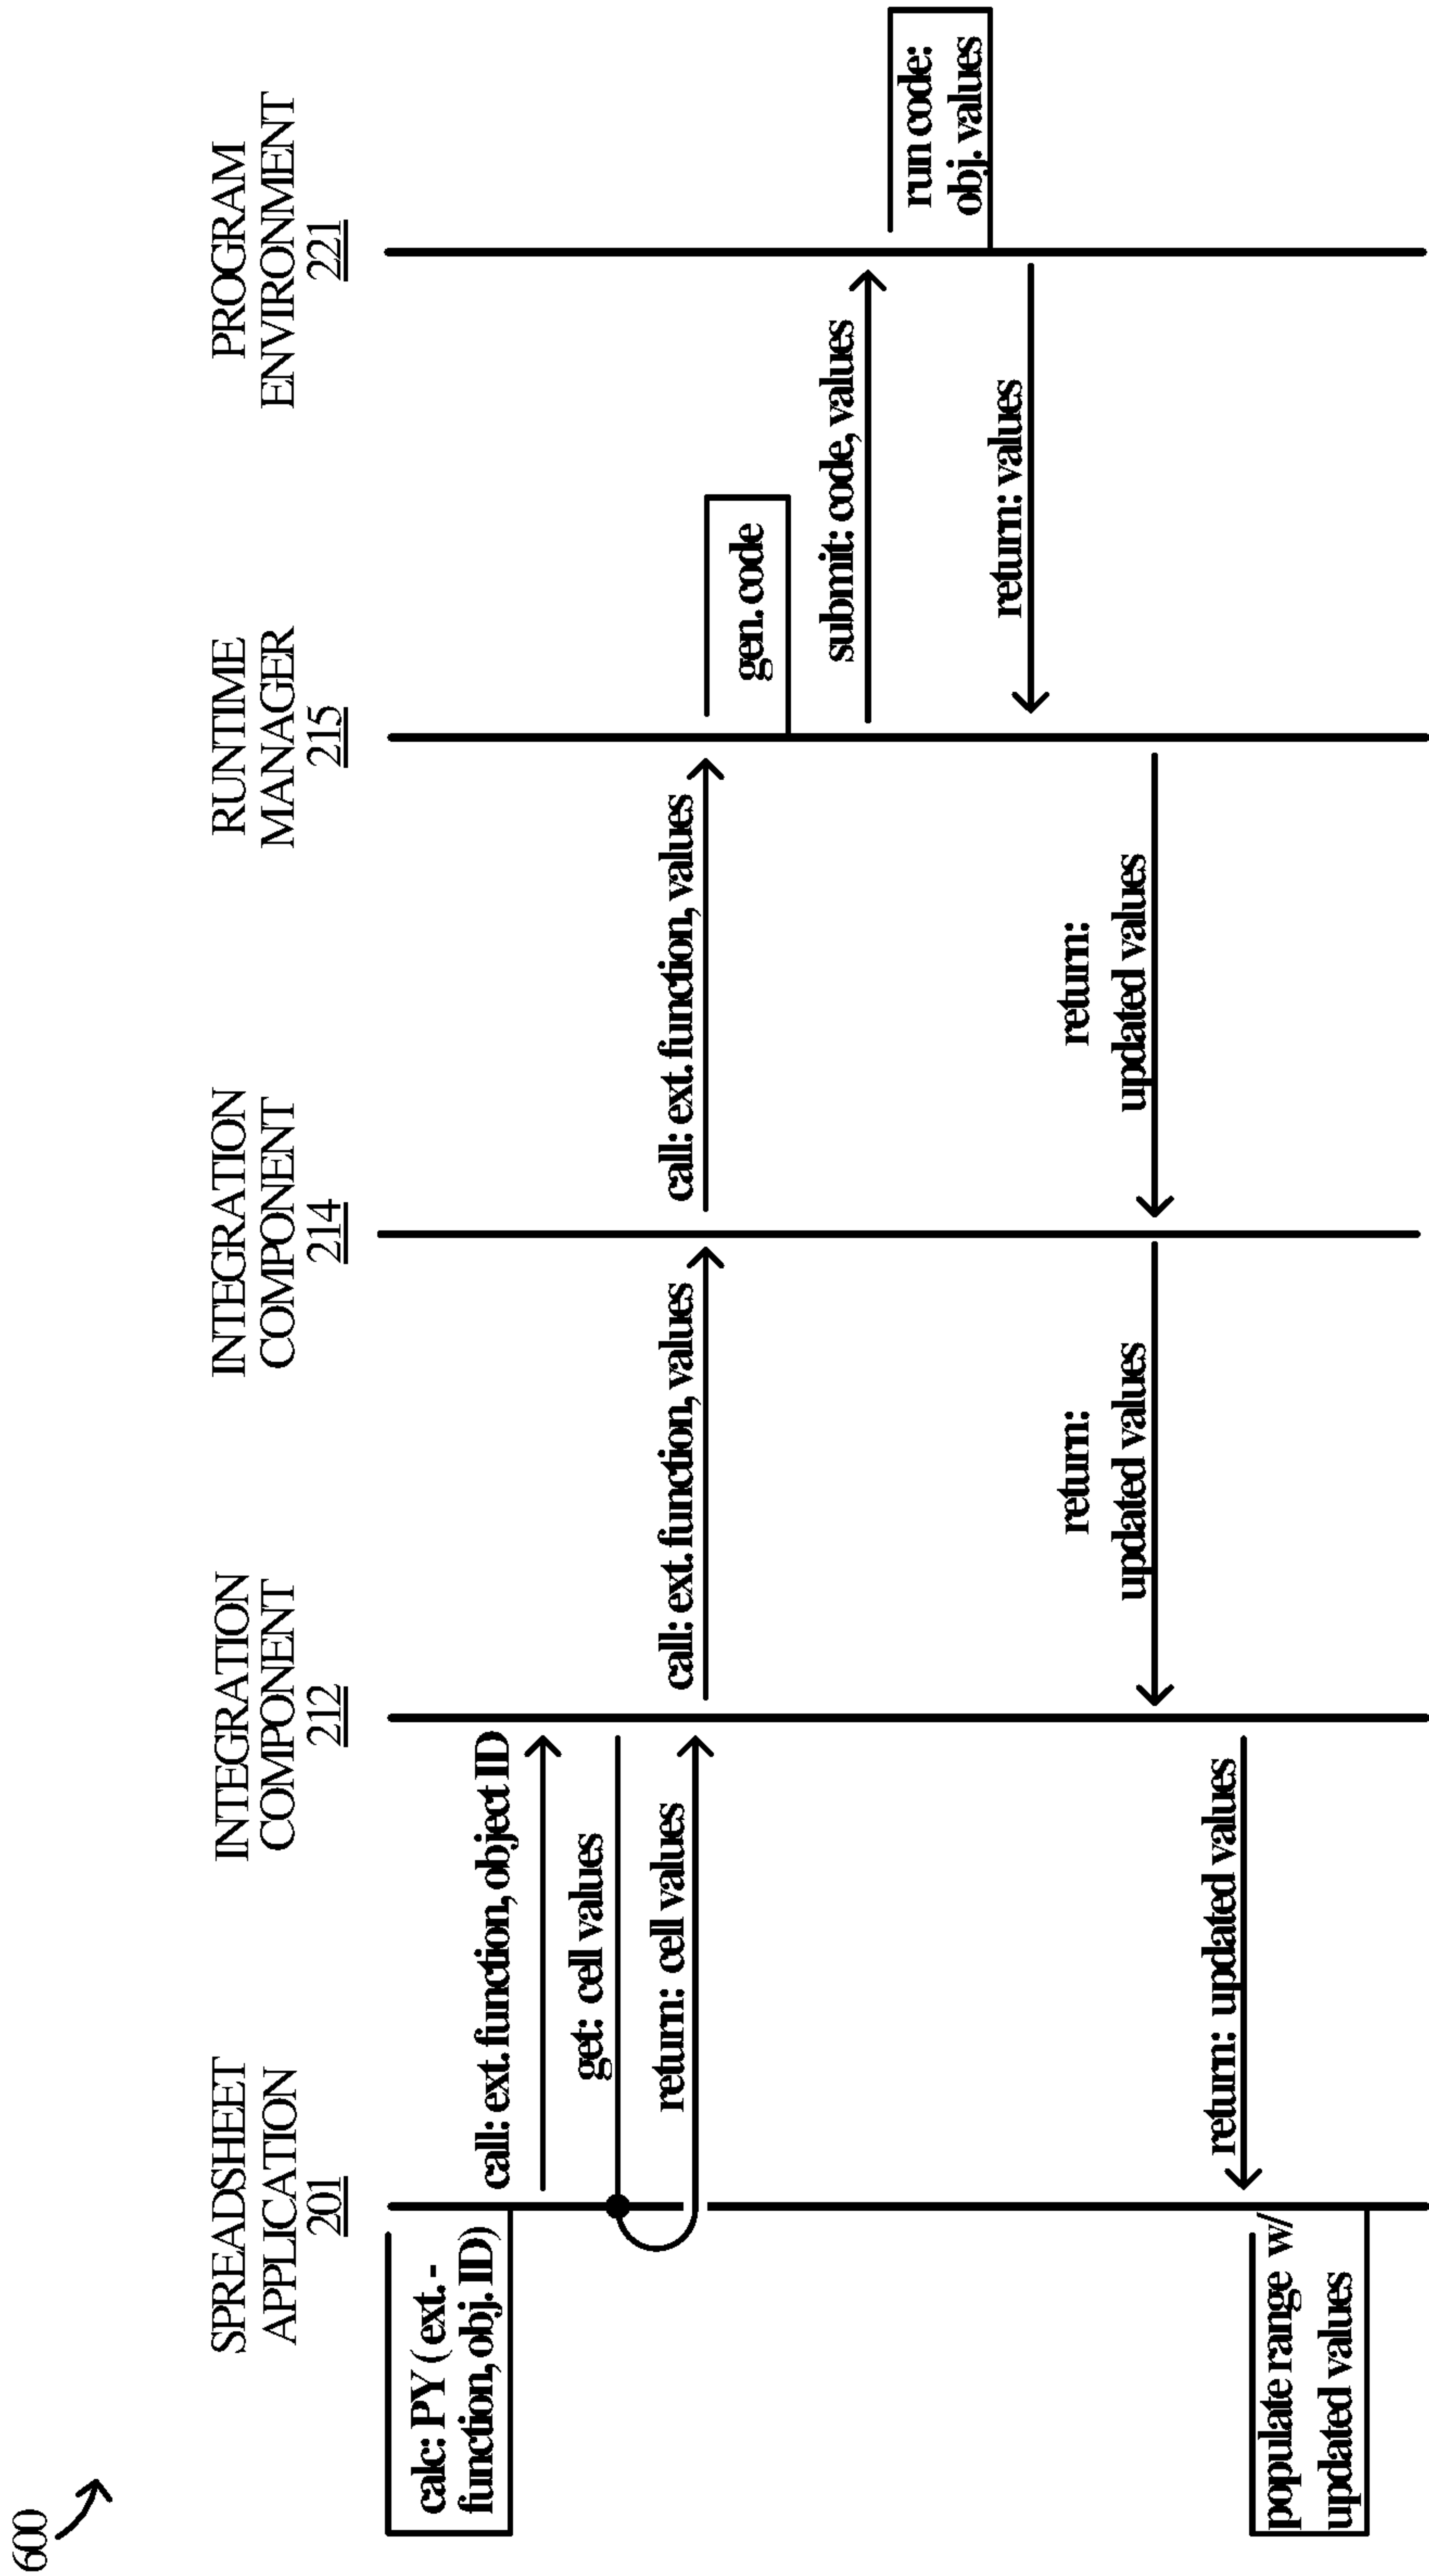 600
SPREADSHEET
APPLICATION
201
INTEGRATION
COMPONENT
212
INTEGRATION
COMPONENT
214
RUNTIME
MANAGER
215
PROGRAM
ENVIRONMENT
221
calc: PY (ext.-
function, obj. ID)
call: ext. function, object ID
get: cell values
return: cell values
call: ext. function, values
call: ext. function, values
gen. code
submit: code, values
run code:
obj. values
return: values
return:
updated values
return:
updated values
return: updated values
populate range w/
updated values